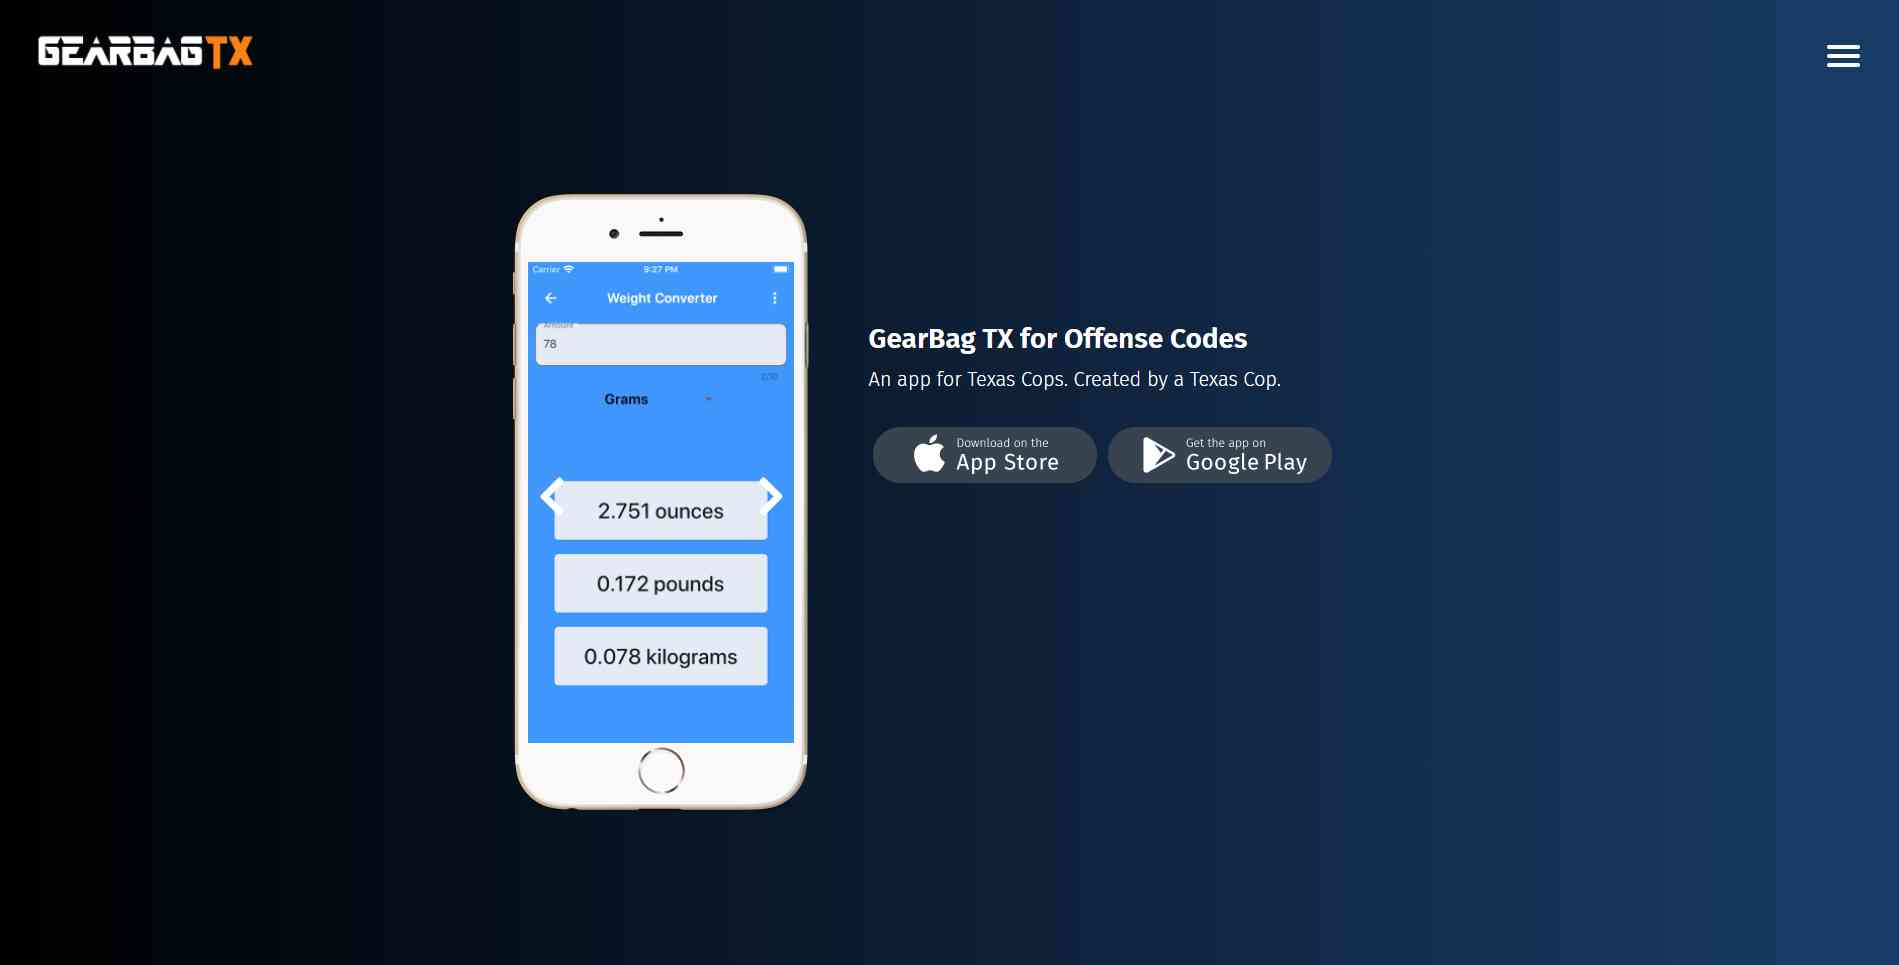 GEARBAGTX
Carrier
9:27 PM
Weight Converter
Amount
78
2/10
Grams
2.751 ounces
0.172 pounds
0.078 kilograms
GearBag TX for Offense Codes
An app for Texas Cops. Created by a Texas Cop.
Download on the
App Store
Get the app on
Google Play